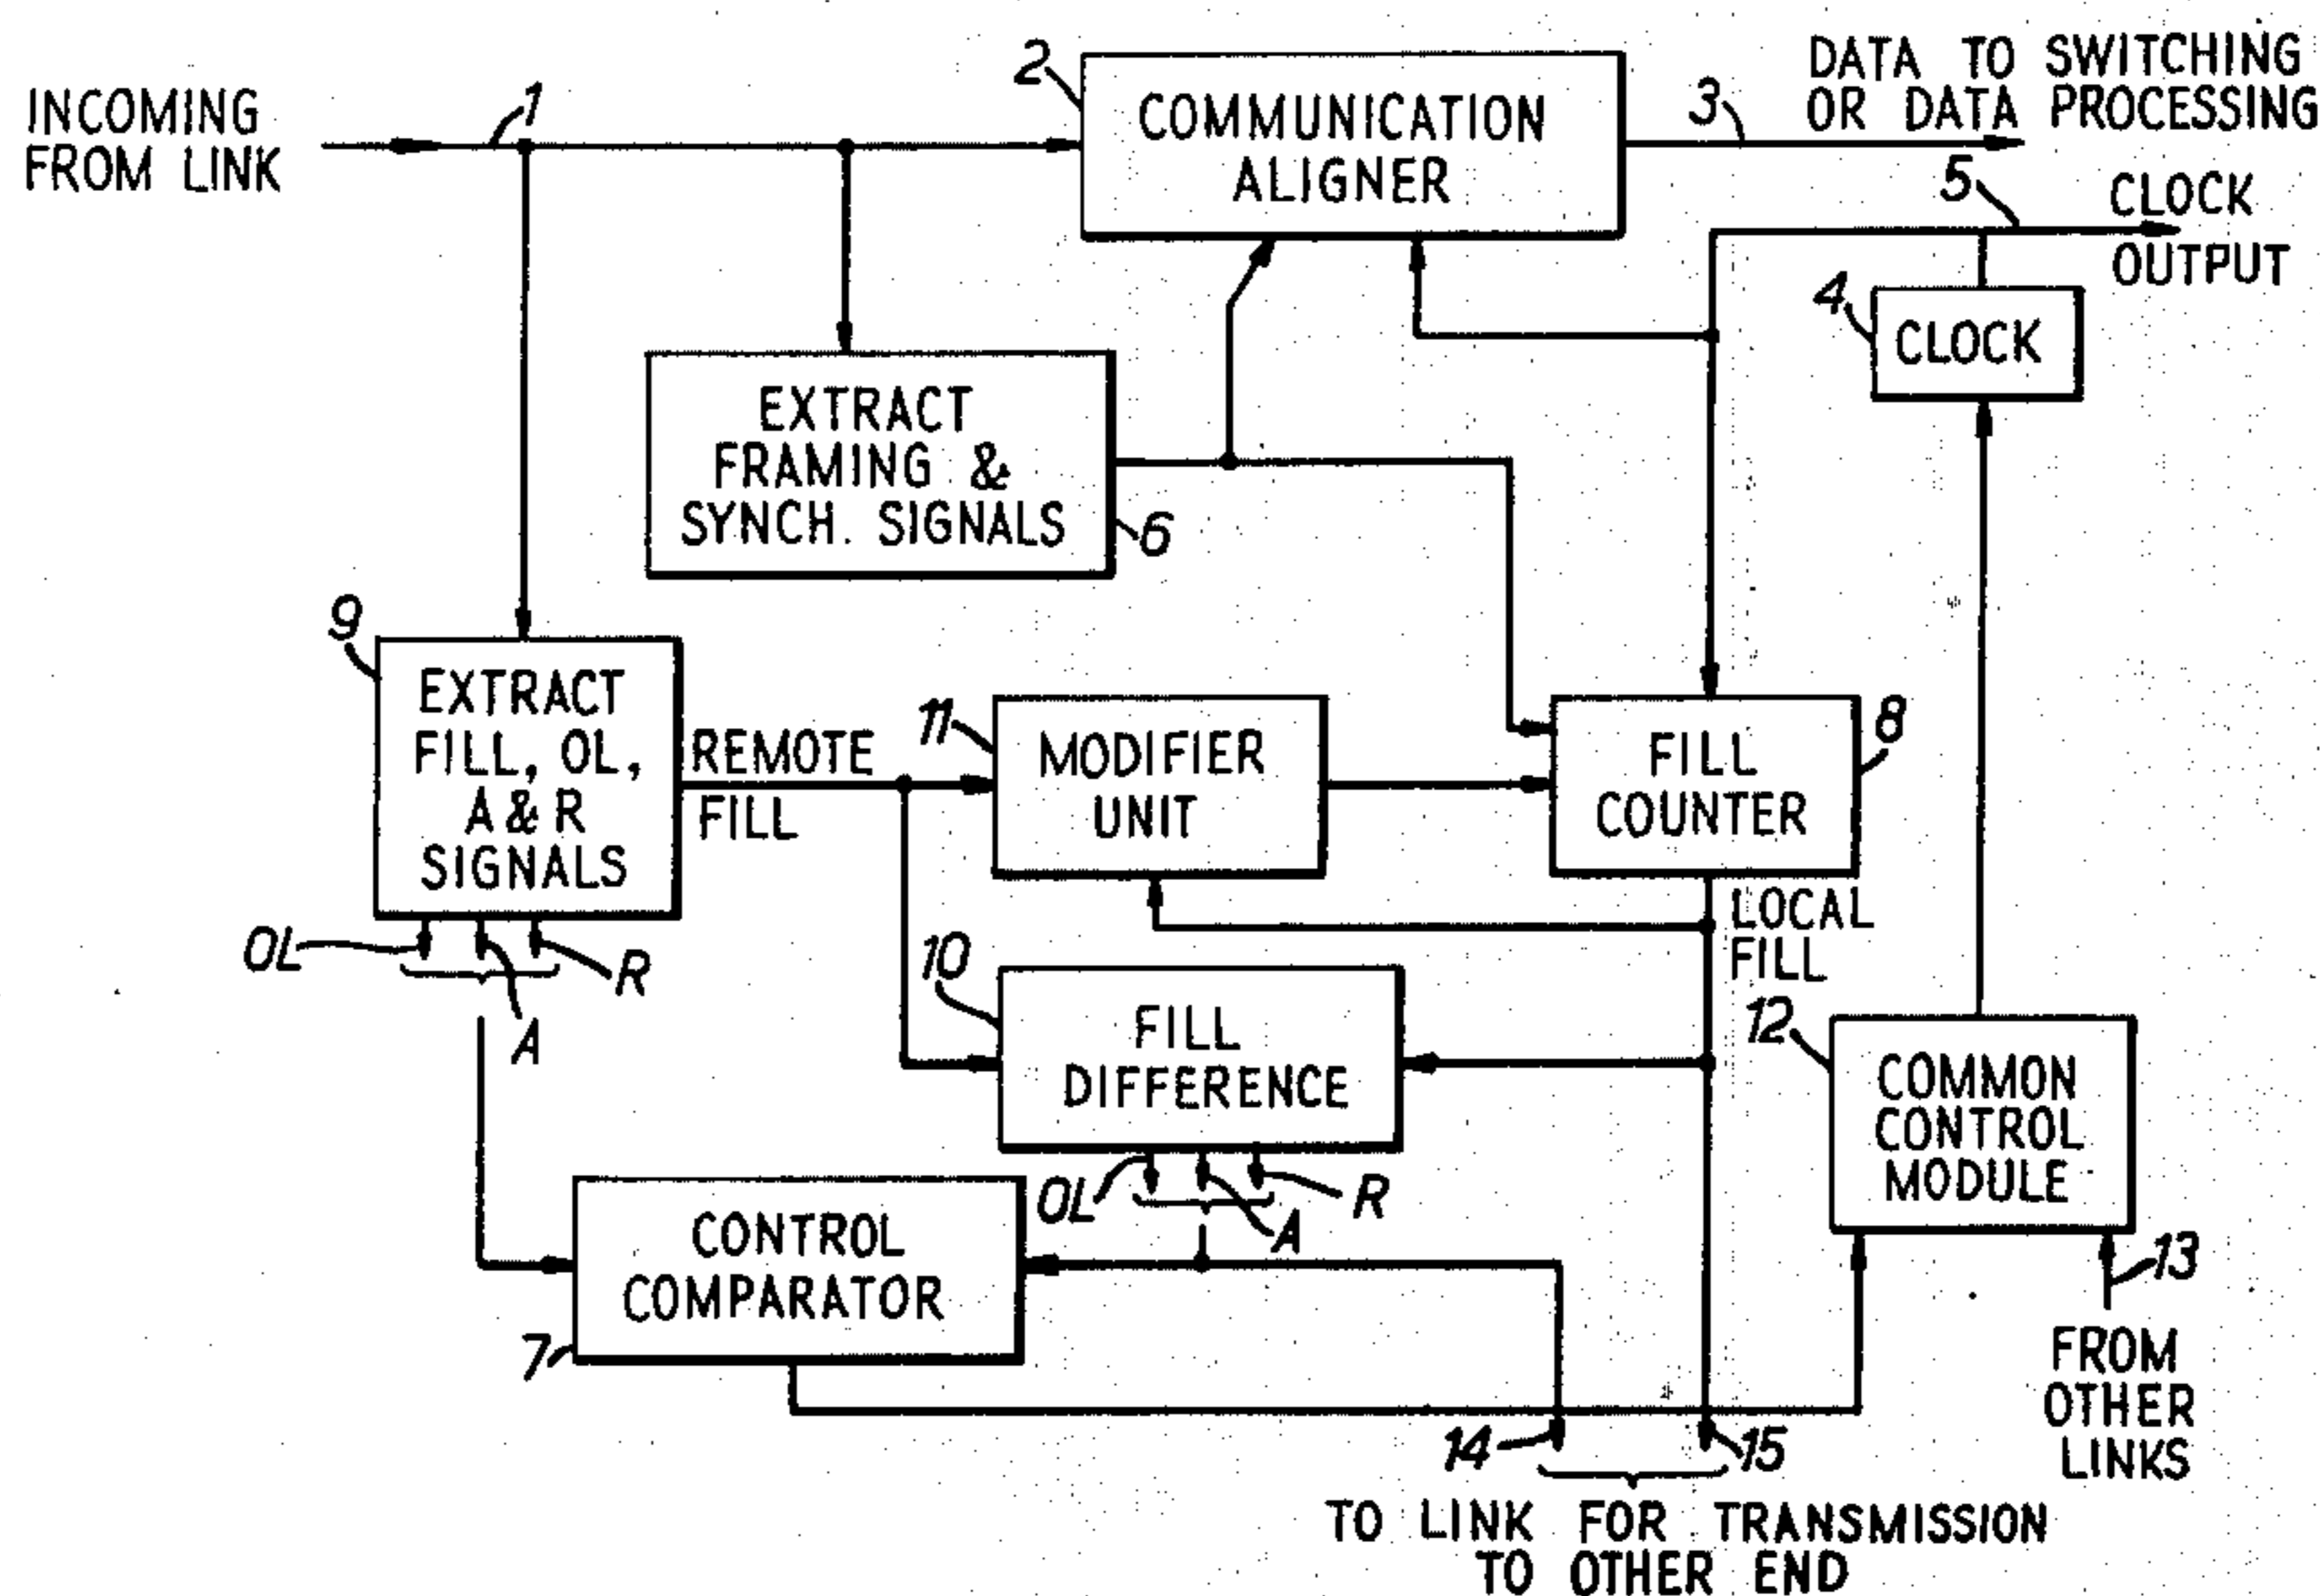 INCOMING
FROM LINK
1
2
COMMUNICATION
ALIGNER
3
DATA TO SWITCHING
OR DATA PROCESSING
5
CLOCK
OUTPUT
4
CLOCK
EXTRACT
FRAMING &
SYNCH. SIGNALS
6
9
EXTRACT
FILL, OL,
A & R
SIGNALS
REMOTE
FILL
11
MODIFIER
UNIT
FILL
COUNTER
8
LOCAL
FILL
OL
A
R
10
FILL
DIFFERENCE
OL
A
R
12
COMMON
CONTROL
MODULE
13
FROM
OTHER
LINKS
CONTROL
COMPARATOR
7
14
15
TO LINK FOR TRANSMISSION
TO OTHER END